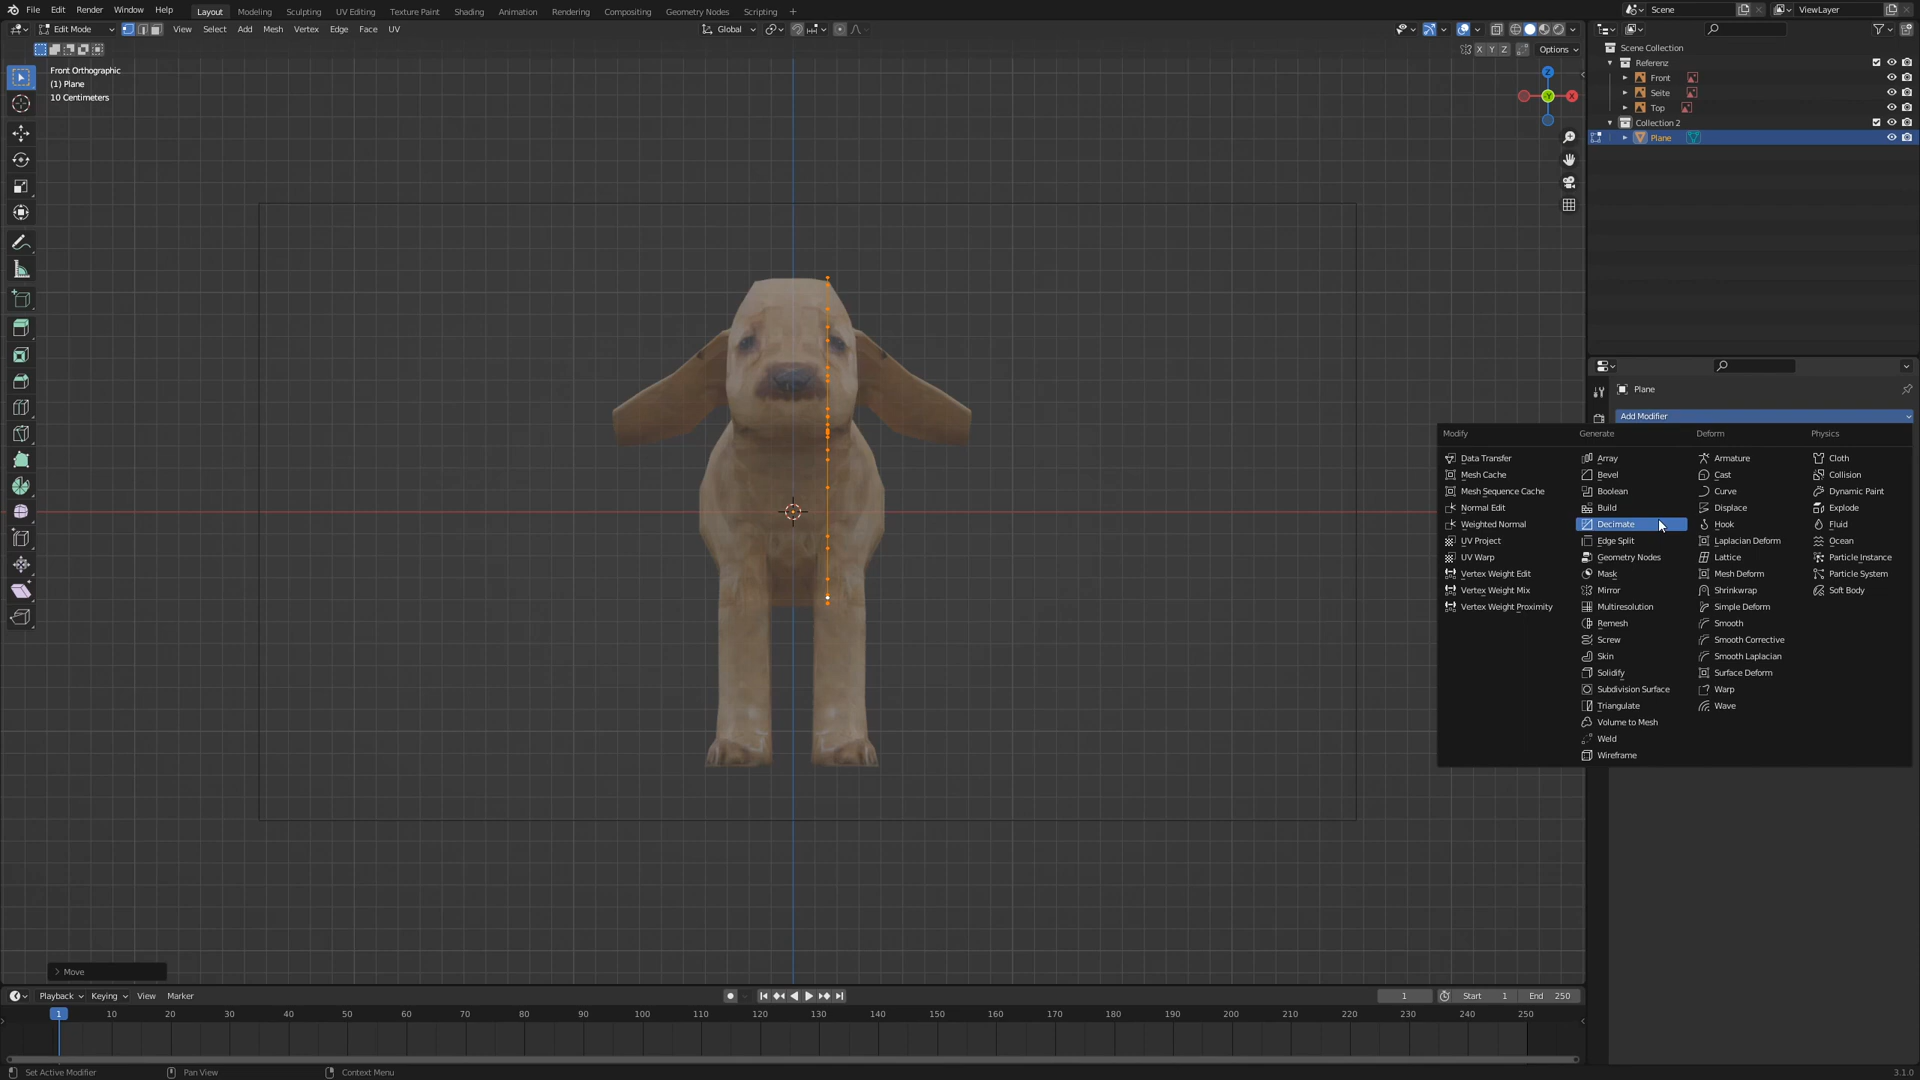 File Edit Render Window Help Layout Modeling Sculpting UV Editing Texture Paint Shading Animation Rendering Compositing Geometry Nodes Scripting + Scene ViewLayer
Edit Mode View Select Add Mesh Vertex Edge Face UV Global
X Y Z Options
Front Orthographic
(1) Plane
10 Centimeters
Z
Y
X
Scene Collection
Referenz
Front
Seite
Top
Collection 2
Plane
Plane
Add Modifier
Modify
Data Transfer
Mesh Cache
Mesh Sequence Cache
Normal Edit
Weighted Normal
UV Project
UV Warp
Vertex Weight Edit
Vertex Weight Mix
Vertex Weight Proximity
Generate
Array
Bevel
Boolean
Build
Decimate
Edge Split
Geometry Nodes
Mask
Mirror
Multiresolution
Remesh
Screw
Skin
Solidify
Subdivision Surface
Triangulate
Volume to Mesh
Weld
Wireframe
Deform
Armature
Cast
Curve
Displace
Hook
Laplacian Deform
Lattice
Mesh Deform
Shrinkwrap
Simple Deform
Smooth
Smooth Corrective
Smooth Laplacian
Surface Deform
Warp
Wave
Physics
Cloth
Collision
Dynamic Paint
Explode
Fluid
Ocean
Particle Instance
Particle System
Soft Body
> Move
Playback Keying View Marker 1 Start 1 End 250
1 10 20 30 40 50 60 70 80 90 100 110 120 130 140 150 160 170 180 190 200 210 220 230 240 250
Set Active Modifier Pan View Context Menu 3.1.0